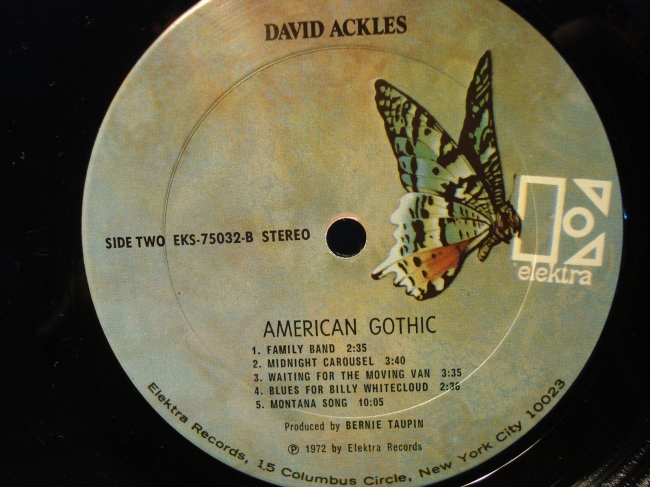 DAVID ACKLES
SIDE TWO EKS-75032-B STEREO
elektra
AMERICAN GOTHIC
1. FAMILY BAND 2:35
2. MIDNIGHT CAROUSEL 3:40
3. WAITING FOR THE MOVING VAN 3:35
4. BLUES FOR BILLY WHITECLOUD 2:36
5. MONTANA SONG 10:05
Produced by BERNIE TAUPIN
℗ 1972 by Elektra Records
Elektra Records, 15 Columbus Circle, New York City 10023